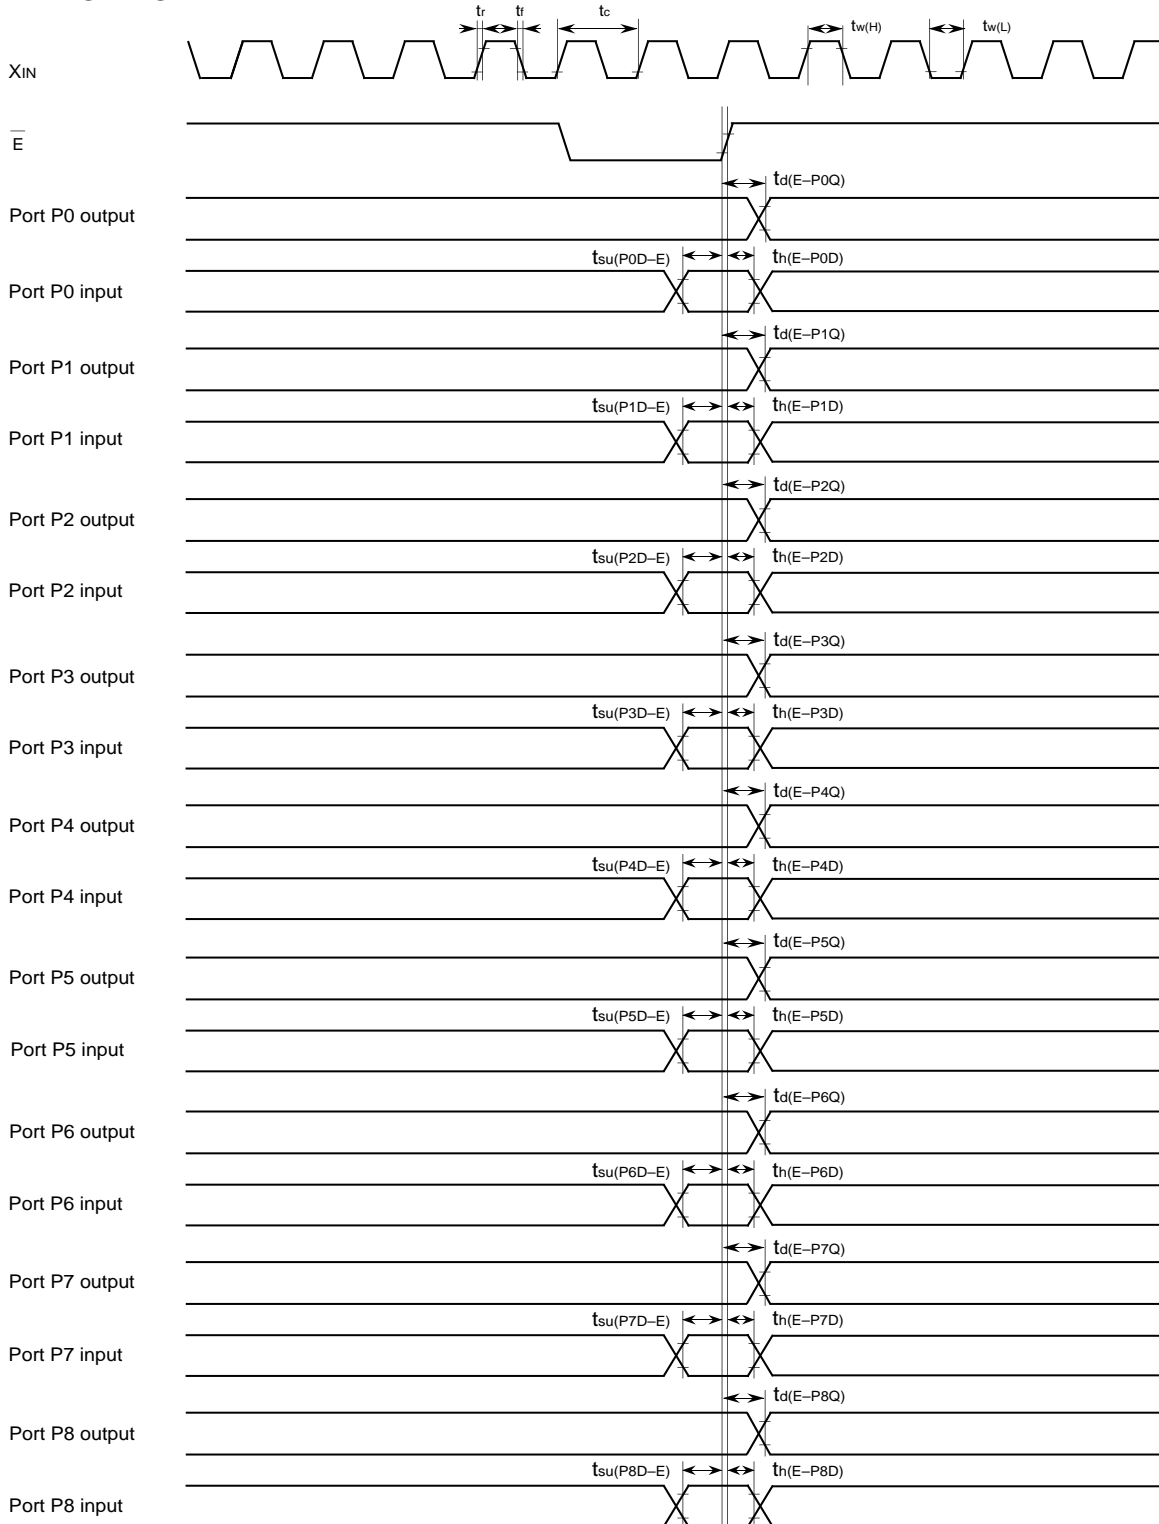 tr tf tc tw(H) tw(L)
XIN
E
td(E–P0Q)
Port P0 output
tsu(P0D–E) th(E–P0D)
Port P0 input
td(E–P1Q)
Port P1 output
tsu(P1D–E) th(E–P1D)
Port P1 input
td(E–P2Q)
Port P2 output
tsu(P2D–E) th(E–P2D)
Port P2 input
td(E–P3Q)
Port P3 output
tsu(P3D–E) th(E–P3D)
Port P3 input
td(E–P4Q)
Port P4 output
tsu(P4D–E) th(E–P4D)
Port P4 input
td(E–P5Q)
Port P5 output
tsu(P5D–E) th(E–P5D)
Port P5 input
td(E–P6Q)
Port P6 output
tsu(P6D–E) th(E–P6D)
Port P6 input
td(E–P7Q)
Port P7 output
tsu(P7D–E) th(E–P7D)
Port P7 input
td(E–P8Q)
Port P8 output
tsu(P8D–E) th(E–P8D)
Port P8 input